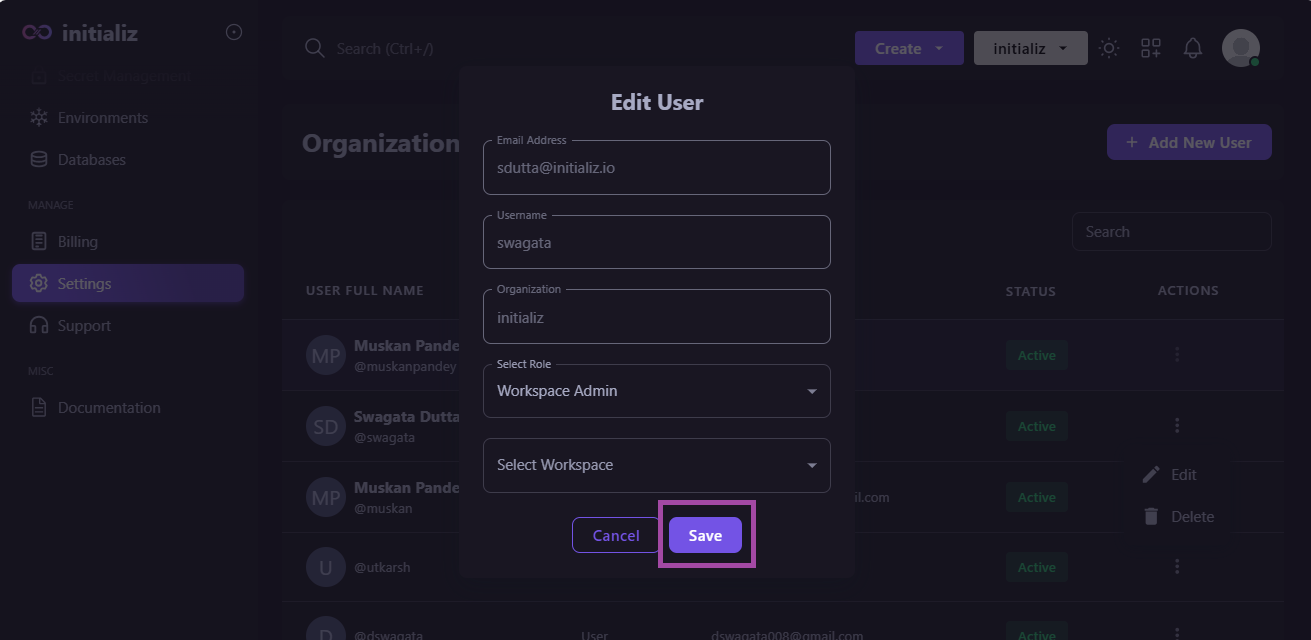 initializ
Search (Ctrl+/)
Create
initializ
Secret Management
Environments
Databases
MANAGE
Billing
Settings
Support
MISC
Documentation
Organization
+ Add New User
Search
USER FULL NAME
STATUS
ACTIONS
MP
Muskan Pande
@muskanpandey
Active
SD
Swagata Dutta
@swagata
Active
MP
Muskan Pande
@muskan
il.com
Active
U
@utkarsh
Active
D
@dswagata
User
dswagata008@gmail.com
Active
Edit
Delete
Edit User
Email Address
sdutta@initializ.io
Username
swagata
Organization
initializ
Select Role
Workspace Admin
Select Workspace
Cancel
Save